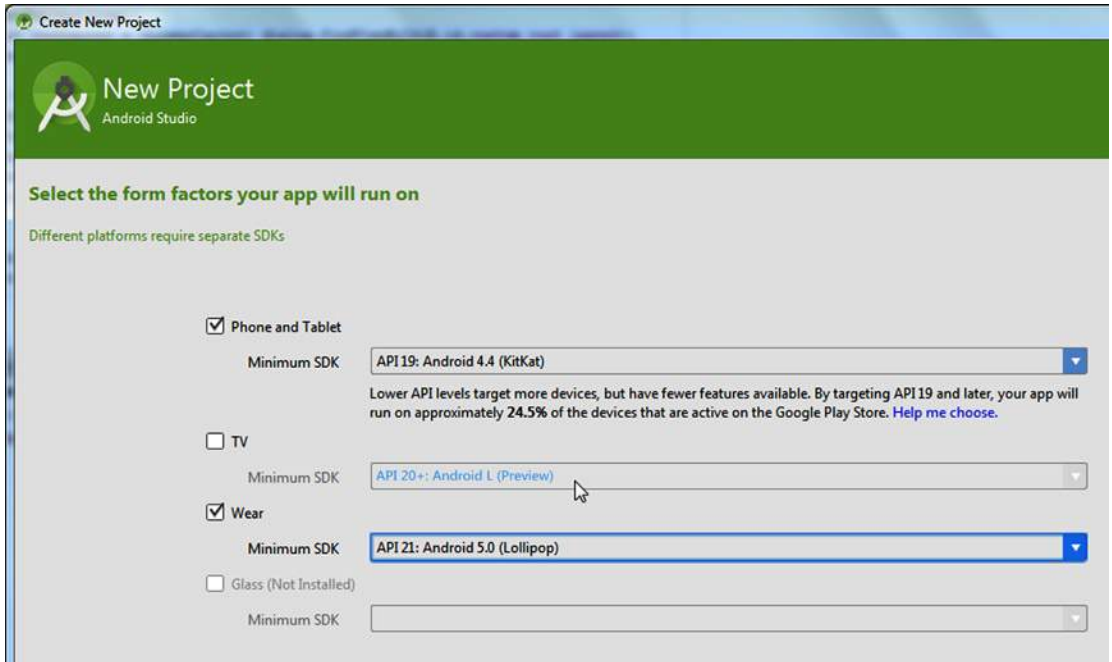 Create New Project
New Project
Android Studio
Select the form factors your app will run on
Different platforms require separate SDKs
Phone and Tablet
Minimum SDK API 19: Android 4.4 (KitKat)
Lower API levels target more devices, but have fewer features available. By targeting API 19 and later, your app will
run on approximately 24.5% of the devices that are active on the Google Play Store. Help me choose.
TV
Minimum SDK API 20+: Android L (Preview)
Wear
Minimum SDK API 21: Android 5.0 (Lollipop)
Glass (Not Installed)
Minimum SDK